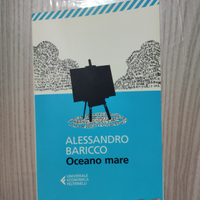 ALESSANDRO
BARICCO
Oceano mare
UNIVERSALE
ECONOMICA
FELTRINELLI